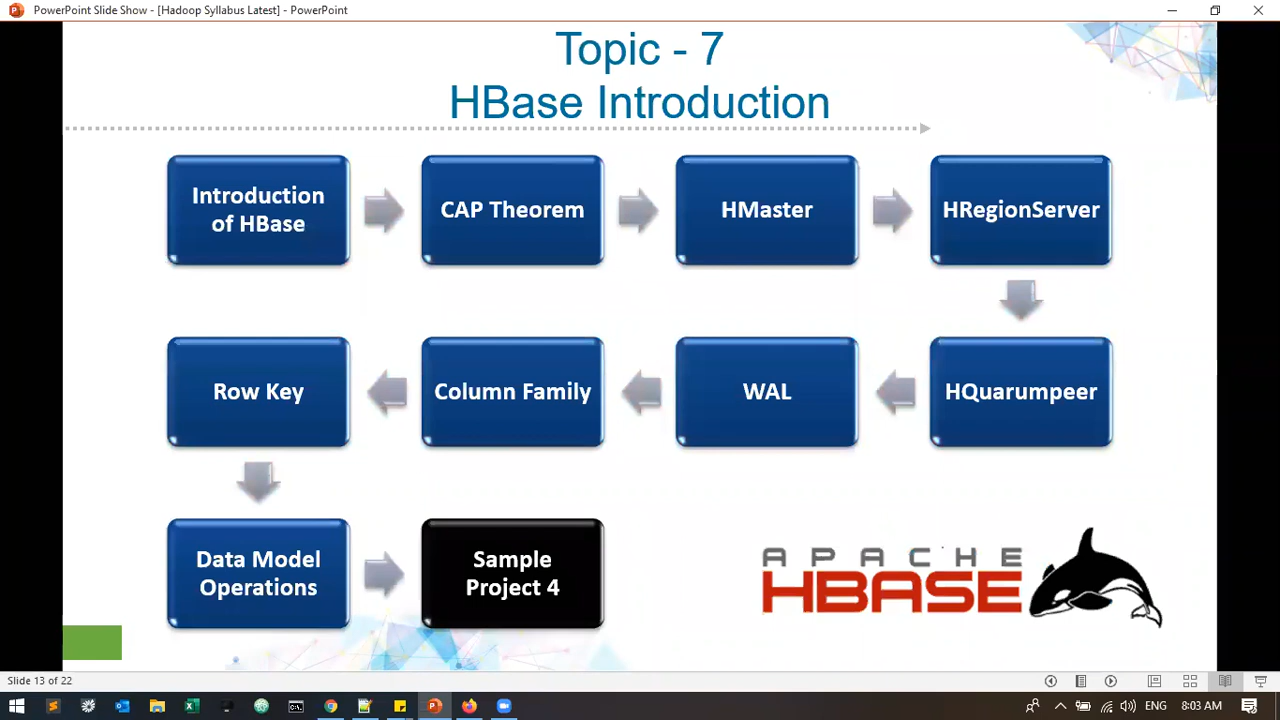 PowerPoint Slide Show - [Hadoop Syllabus Latest] - PowerPoint
Topic - 7
HBase Introduction
Introduction
of HBase
CAP Theorem
HMaster
HRegionServer
HQuarumpeer
WAL
Column Family
Row Key
Data Model
Operations
Sample
Project 4
APACHE
HBASE
Slide 13 of 22
ENG
8:03 AM